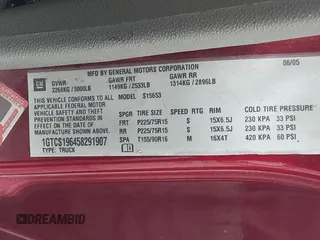 MFD BY GENERAL MOTORS CORPORATION 06/05
GM GVWR GAWR FRT GAWR RR
2268KG / 5000LB 1149KG / 2533LB 1314KG / 2896LB
THIS VEHICLE CONFORMS TO ALL APPLICABLE U.S. FEDERAL MOTOR VEHICLE SAFETY, BUMPER, AND THEFT PREVENTION STANDARDS IN EFFECT ON THE DATE OF MANUFACTURE SHOWN ABOVE.
1GTCS196458291907
TYPE: TRUCK
MODEL: S15653
TIRE SIZE SPEED RTG RIM COLD TIRE PRESSURE
FRT P225/75R15 S 15X6.5J 230 KPA 33 PSI
RR P225/75R15 S 15X6.5J 230 KPA 33 PSI
SPA T155/90R16 M 16X4T 420 KPA 60 PSI
DREAMBID